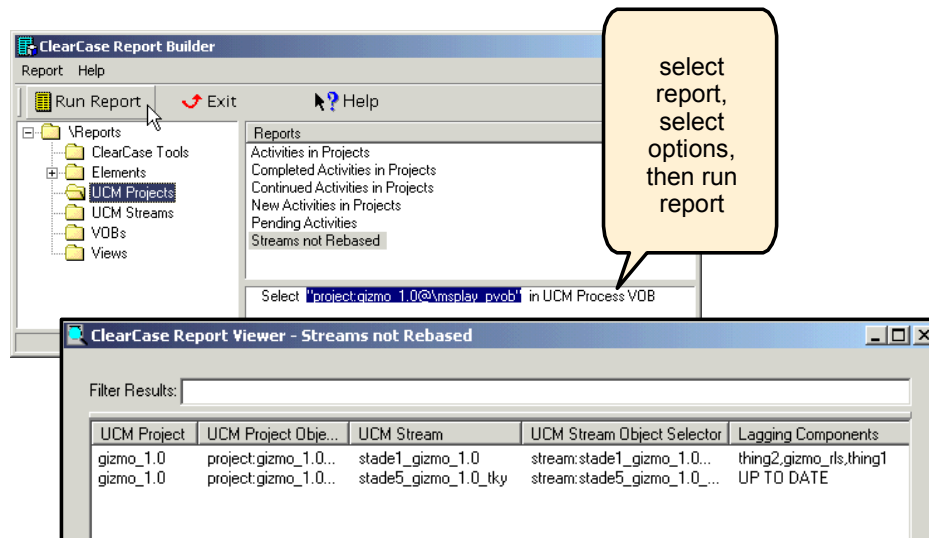 ClearCase Report Builder
Report Help
Run Report Exit Help
select
report,
select
options,
then run
report
\Reports
ClearCase Tools
Elements
UCM Projects
UCM Streams
VOBs
Views
Reports
Activities in Projects
Completed Activities in Projects
Continued Activities in Projects
New Activities in Projects
Pending Activities
Streams not Rebased
Select "project:gizmo_1.0@\msplay_pvob" in UCM Process VOB
ClearCase Report Viewer - Streams not Rebased
Filter Results:
UCM Project UCM Project Obje... UCM Stream UCM Stream Object Selector Lagging Components
gizmo_1.0 project:gizmo_1.0... stade1_gizmo_1.0 stream:stade1_gizmo_1.0... thing2,gizmo_rls,thing1
gizmo_1.0 project:gizmo_1.0... stade5_gizmo_1.0_tky stream:stade5_gizmo_1.0_... UP TO DATE